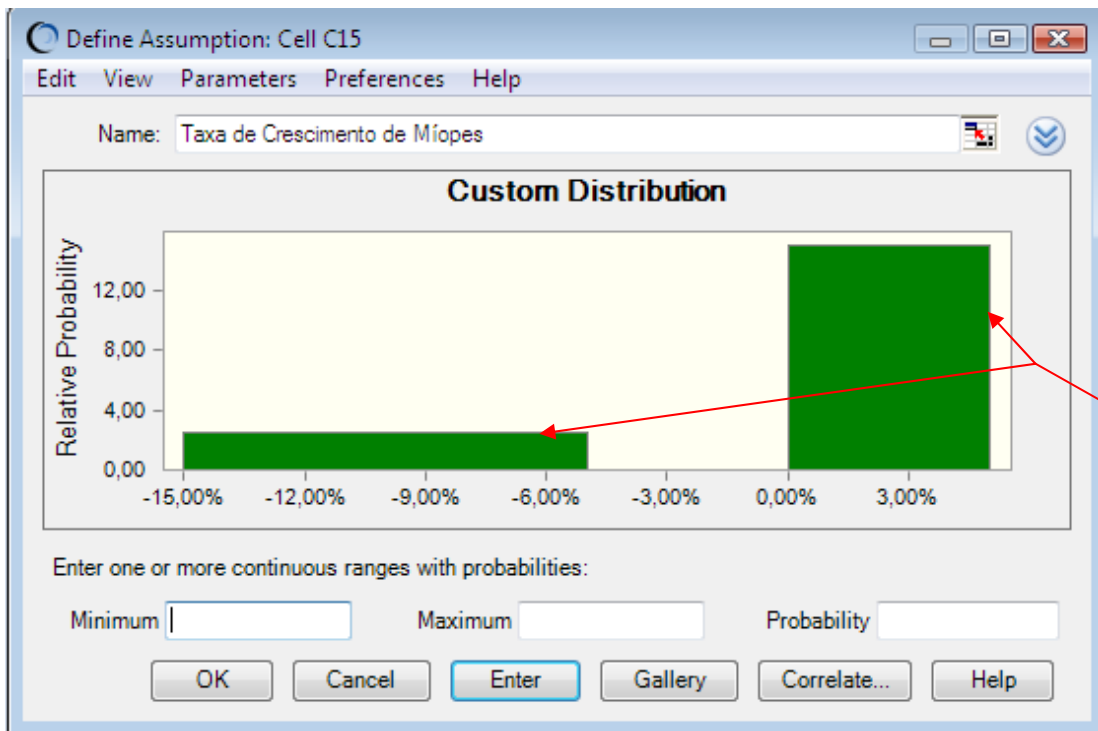 Define Assumption: Cell C15
Edit View Parameters Preferences Help
Name: Taxa de Crescimento de Míopes
Custom Distribution
Relative Probability
12,00
8,00
4,00
0,00
-15,00% -12,00% -9,00% -6,00% -3,00% 0,00% 3,00%
Enter one or more continuous ranges with probabilities:
Minimum Maximum Probability
OK Cancel Enter Gallery Correlate... Help